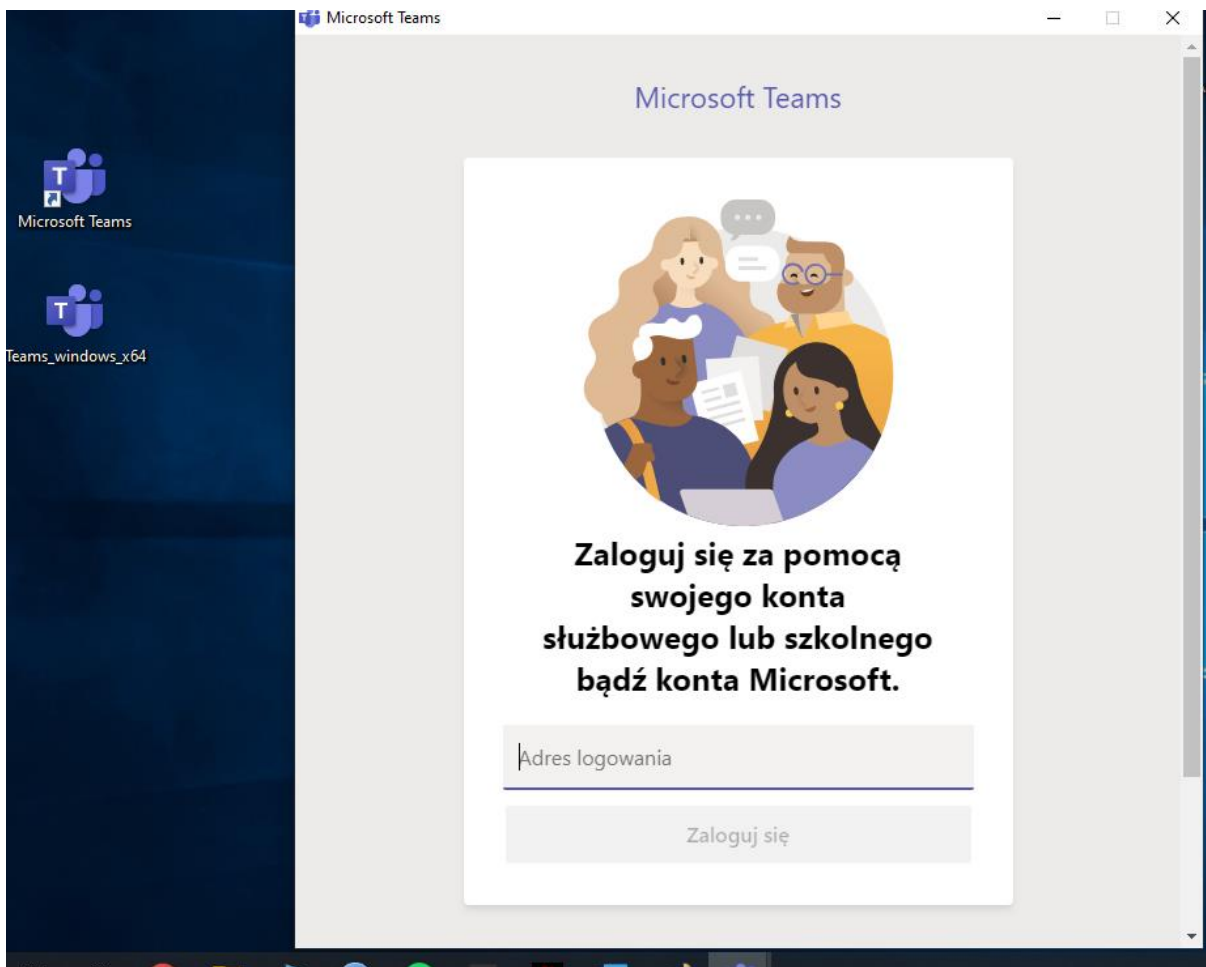 Microsoft Teams
Microsoft Teams
T
Microsoft Teams
T
Teams_windows_x64
Zaloguj się za pomocą
swojego konta
służbowego lub szkolnego
bądź konta Microsoft.
Adres logowania
Zaloguj się